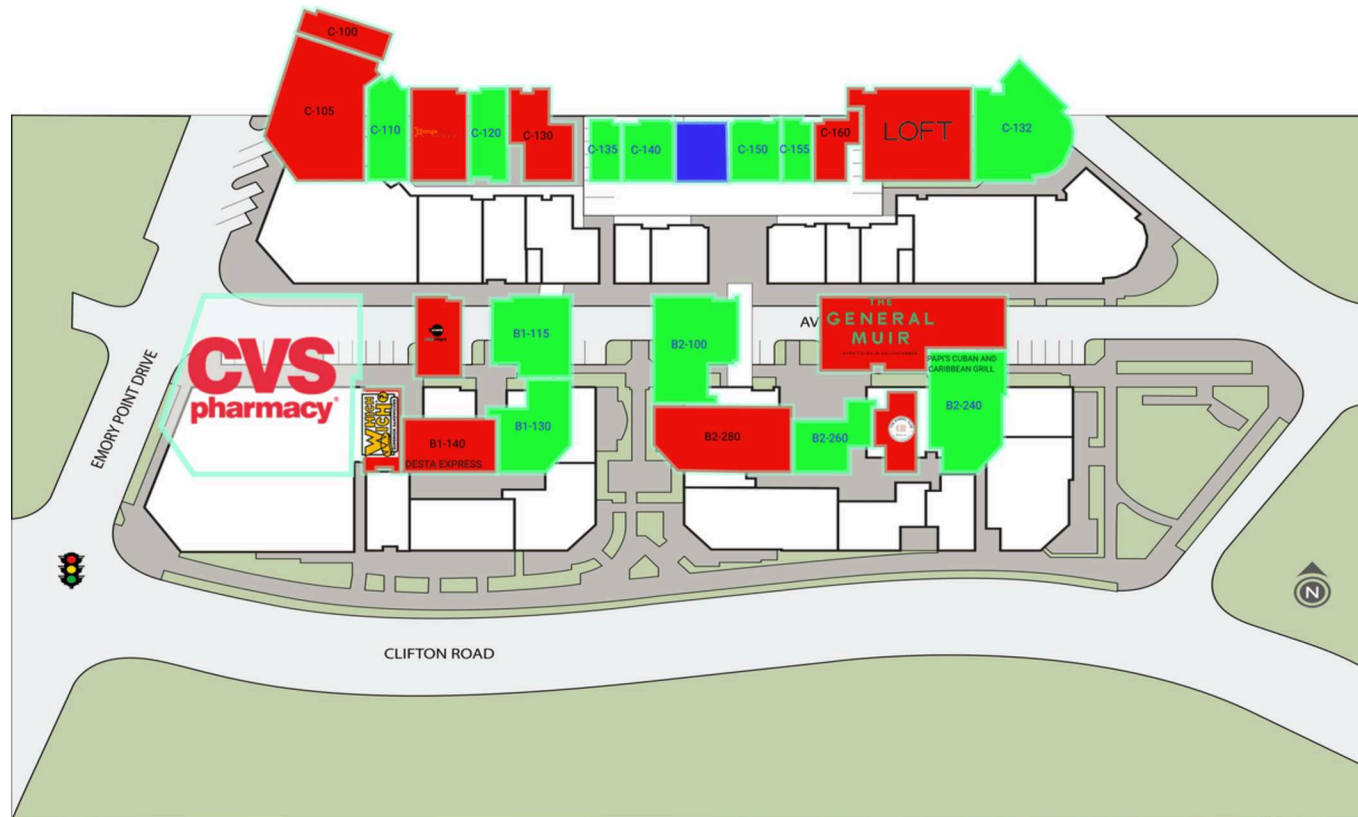 C-100
C-105
C-110
C-120
C-130
C-135
C-140
C-150
C-155
C-160
LOFT
C-132
CVS
pharmacy
B1-115
B2-100
AV
THE
GENERAL
MUIR
PAPI'S CUBAN AND
CARIBBEAN GRILL
EMORY POINT DRIVE
WHICH
WICH
B1-140
DESTA EXPRESS
B1-130
B2-280
B2-260
B2-240
CLIFTON ROAD
N